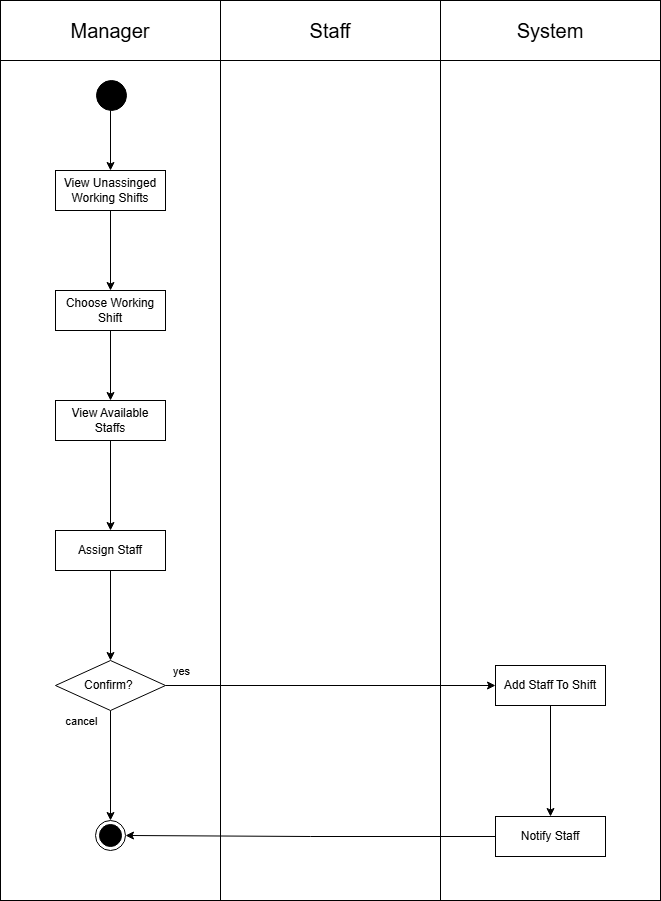 Manager
Staff
System
View Unassinged
Working Shifts
Choose Working
Shift
View Available
Staffs
Assign Staff
Confirm?
yes
Add Staff To Shift
cancel
Notify Staff